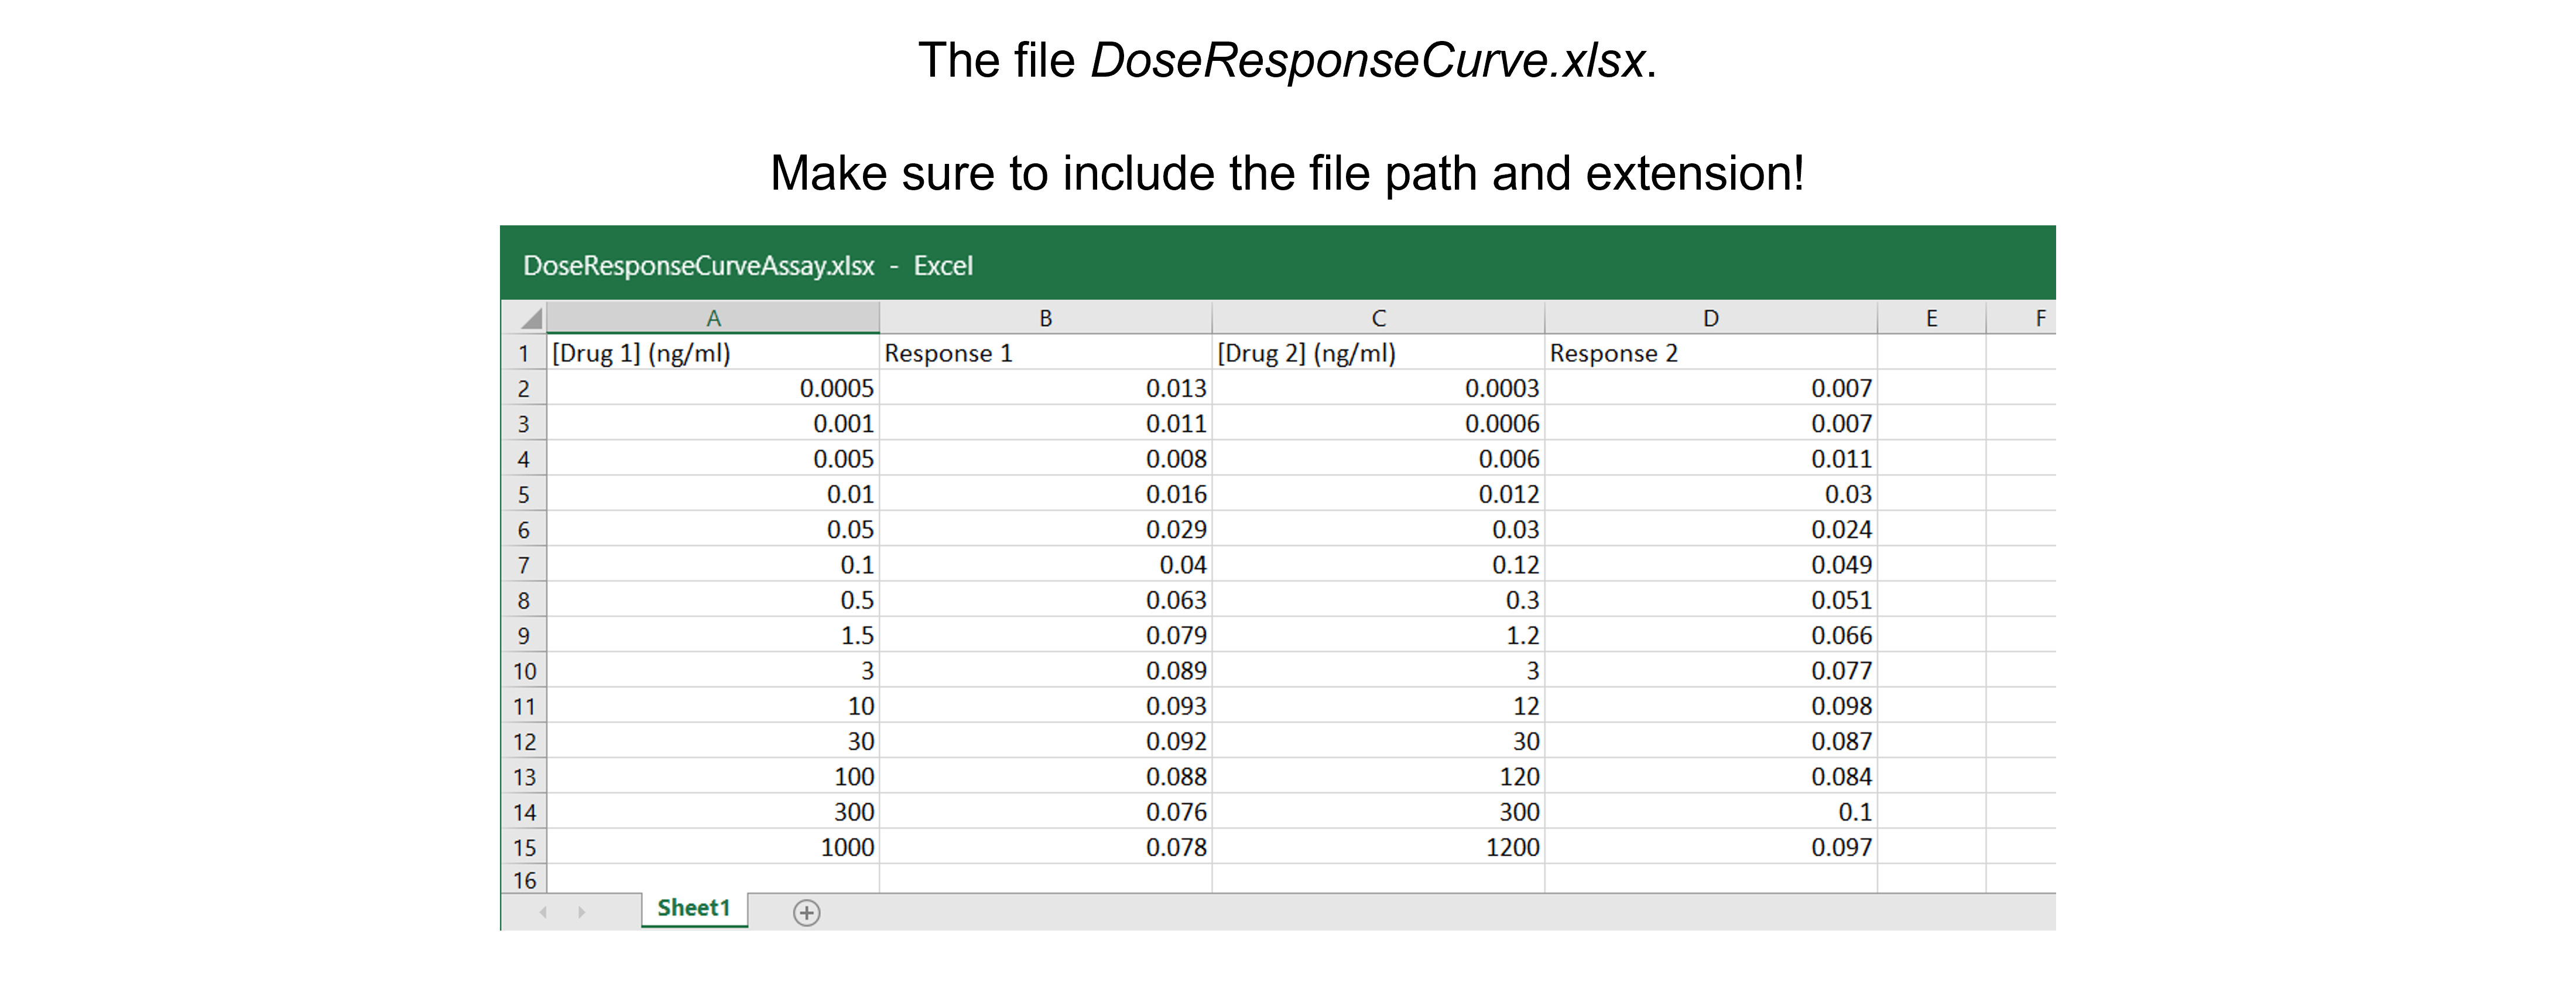 The file DoseResponseCurve.xlsx.
Make sure to include the file path and extension!
DoseResponseCurveAssay.xlsx - Excel
A B C D E F
1 [Drug 1] (ng/ml) Response 1 [Drug 2] (ng/ml) Response 2
2 0.0005 0.013 0.0003 0.007
3 0.001 0.011 0.0006 0.007
4 0.005 0.008 0.006 0.011
5 0.01 0.016 0.012 0.03
6 0.05 0.029 0.03 0.024
7 0.1 0.04 0.12 0.049
8 0.5 0.063 0.3 0.051
9 1.5 0.079 1.2 0.066
10 3 0.089 3 0.077
11 10 0.093 12 0.098
12 30 0.092 30 0.087
13 100 0.088 120 0.084
14 300 0.076 300 0.1
15 1000 0.078 1200 0.097
16
Sheet1